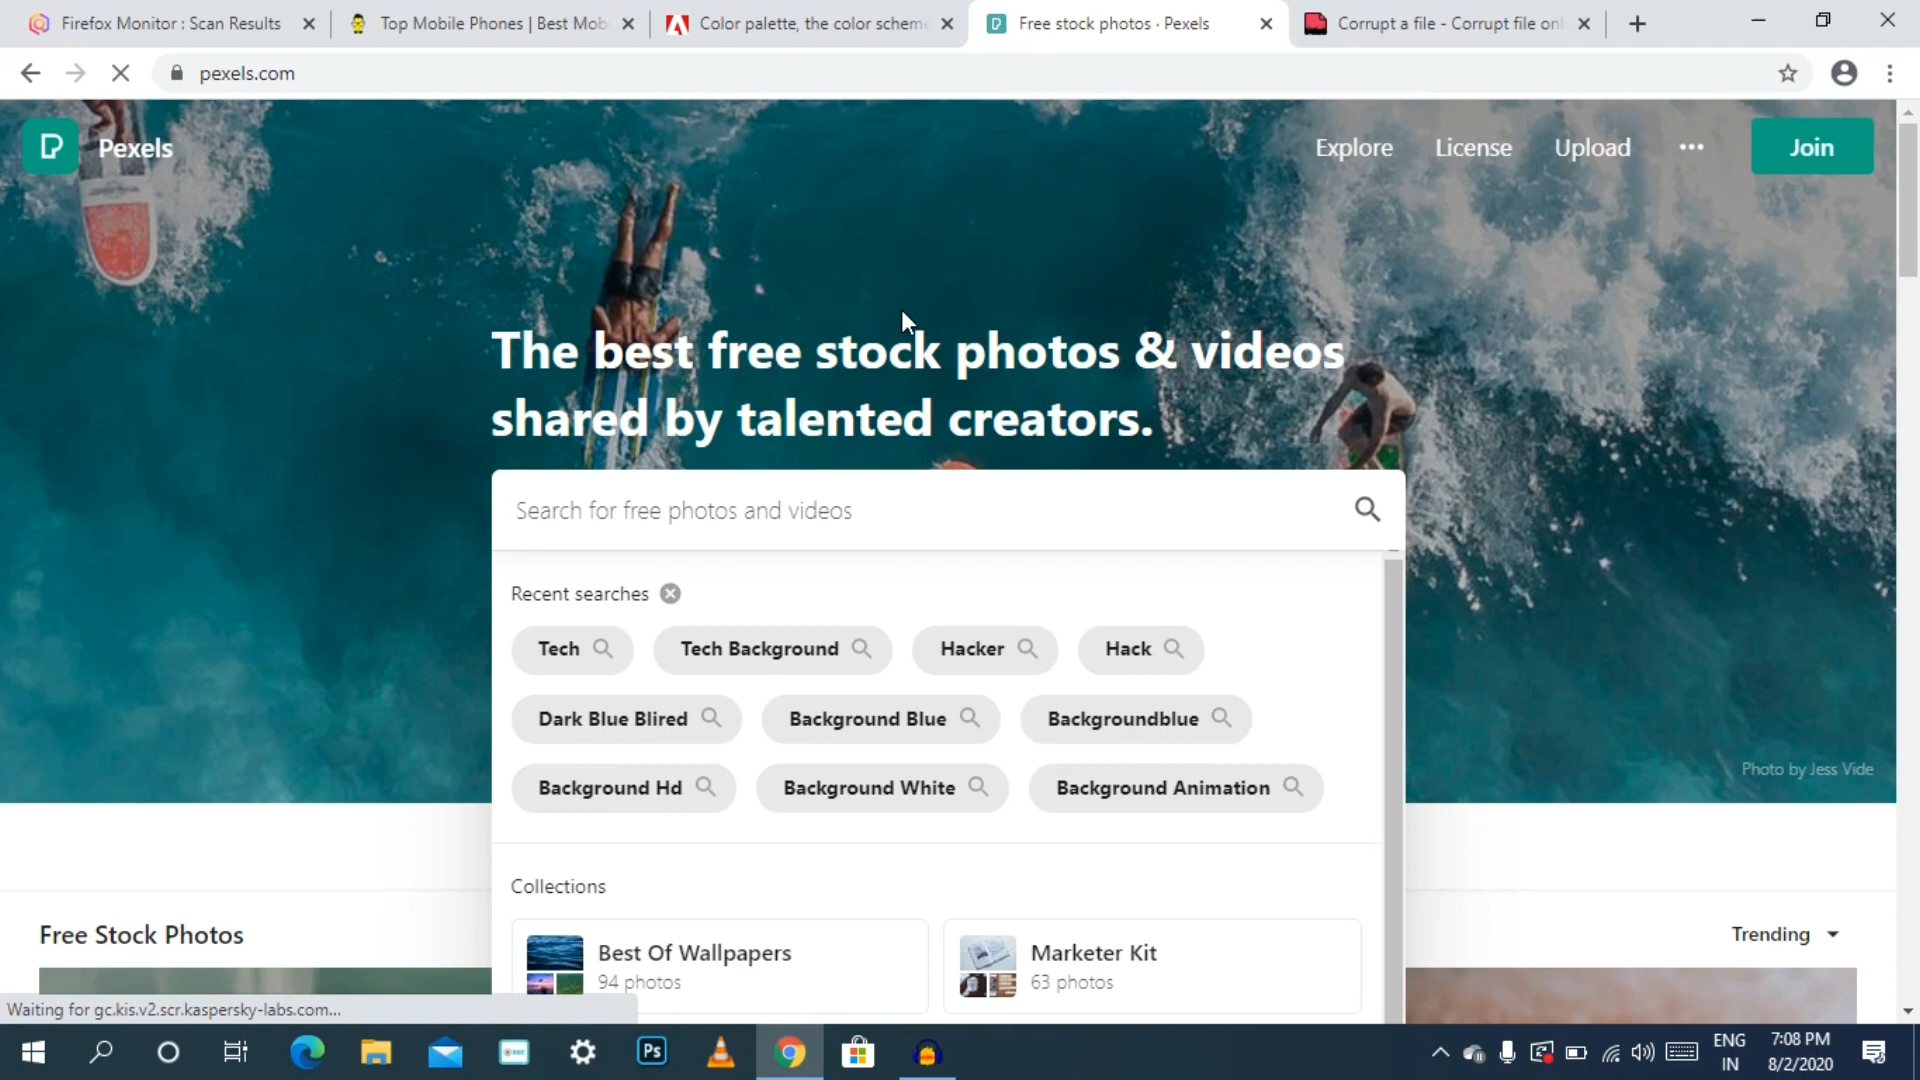 Firefox Monitor : Scan Results
Top Mobile Phones | Best Mob
Color palette, the color scheme
Free stock photos · Pexels
Corrupt a file - Corrupt file onl
pexels.com
Pexels
Explore
License
Upload
Join
The best free stock photos & videos
shared by talented creators.
Search for free photos and videos
Recent searches
Tech
Tech Background
Hacker
Hack
Dark Blue Blired
Background Blue
Backgroundblue
Background Hd
Background White
Background Animation
Photo by Jess Vide
Collections
Free Stock Photos
Trending
Best Of Wallpapers
94 photos
Marketer Kit
63 photos
Waiting for gc.kis.v2.scr.kaspersky-labs.com...
Ps
ENG
IN
7:08 PM
8/2/2020